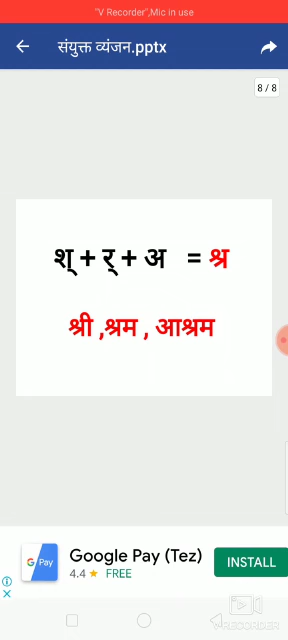 "V Recorder",Mic in use
संयुक्त व्यंजन.pptx
8 / 8
श् + र् + अ = श्र
श्री ,श्रम , आश्रम
G Pay
Google Pay (Tez)
4.4 ★ FREE
INSTALL
RECORDER